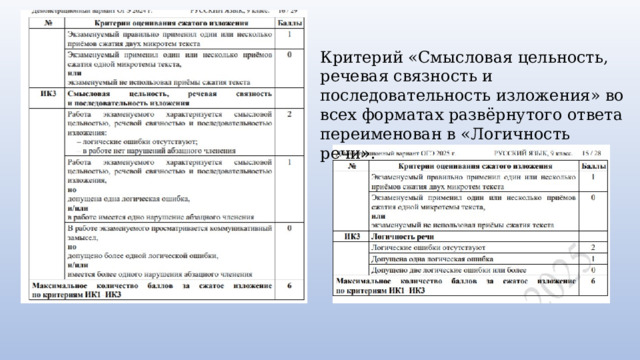 Демонстрационный вариант ОГЭ 2024 г. РУССКИЙ ЯЗЫК, 9 класс. 16 / 29
№ Критерии оценивания сжатого изложения Баллы
Экзаменуемый правильно применил один или несколько 1
приёмов сжатия двух микротем текста
Экзаменуемый применил один или несколько приёмов 0
сжатия одной микротемы текста,
или
экзаменуемый не использовал приёмы сжатия текста
ИК3 Смысловая цельность, речевая связность
и последовательность изложения
Работа экзаменуемого характеризуется смысловой 2
цельностью, речевой связностью и последовательностью
изложения:
– логические ошибки отсутствуют;
– в работе нет нарушений абзацного членения
Работа экзаменуемого характеризуется смысловой 1
цельностью, речевой связностью и последовательностью
изложения,
но
допущена одна логическая ошибка,
и/или
в работе имеется одно нарушение абзацного членения
В работе экзаменуемого просматривается коммуникативный 0
замысел,
но
допущено более одной логической ошибки,
и/или
имеется более одного нарушения абзацного членения
Максимальное количество баллов за сжатое изложение 6
по критериям ИК1 ИК3
Критерий «Смысловая цельность,
речевая связность и
последовательность изложения» во
всех форматах развёрнутого ответа
переименован в «Логичность
речи».
вариант ОГЭ 2025 г. РУССКИЙ ЯЗЫК, 9 класс. 15 / 28
№ Критерии оценивания сжатого изложения Баллы
Экзаменуемый правильно применил один или несколько 1
приёмов сжатия двух микротем текста
Экзаменуемый применил один или несколько приёмов 0
сжатия одной микротемы текста,
или
экзаменуемый не использовал приёмы сжатия текста
ИК3 Логичность речи
Логические ошибки отсутствуют 2
Допущена одна логическая ошибка 1
Допущено две логические ошибки или более 0
Максимальное количество баллов за сжатое изложение 6
по критериям ИК1 ИК3
2025